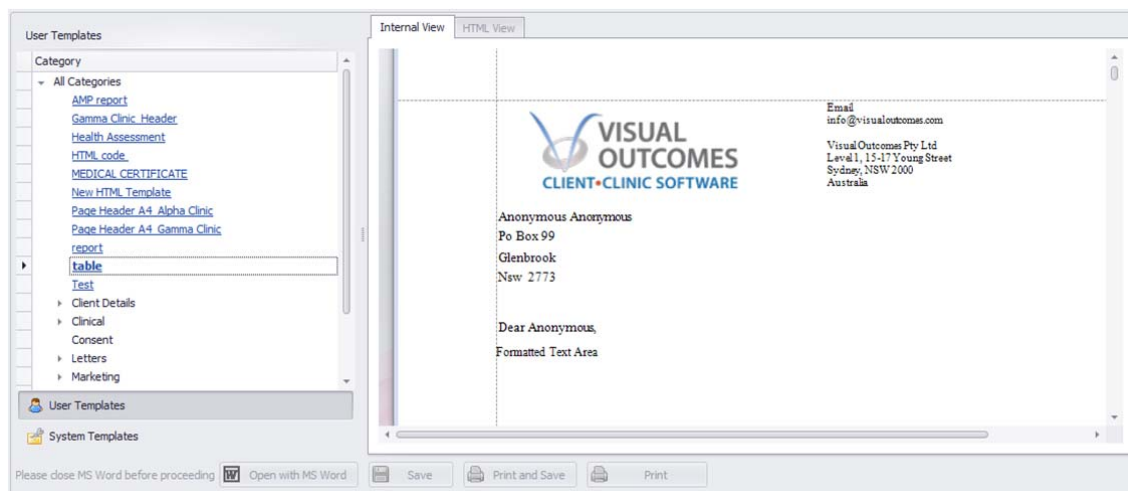 User Templates
Category
All Categories
AMP report
Gamma Clinic Header
Health Assessment
HTML code
MEDICAL CERTIFICATE
New HTML Template
Page Header A4 Alpha Clinic
Page Header A4 Gamma Clinic
report
table
Test
Client Details
Clinical
Consent
Letters
Marketing
User Templates
System Templates
Internal View
HTML View
VISUAL
OUTCOMES
CLIENT•CLINIC SOFTWARE
Email
info@visualoutcomes.com
Visual Outcomes Pty Ltd
Level 1, 15-17 Young Street
Sydney, NSW 2000
Australia
Anonymous Anonymous
Po Box 99
Glenbrook
Nsw 2773
Dear Anonymous,
Formatted Text Area
Please close MS Word before proceeding
Open with MS Word
Save
Print and Save
Print